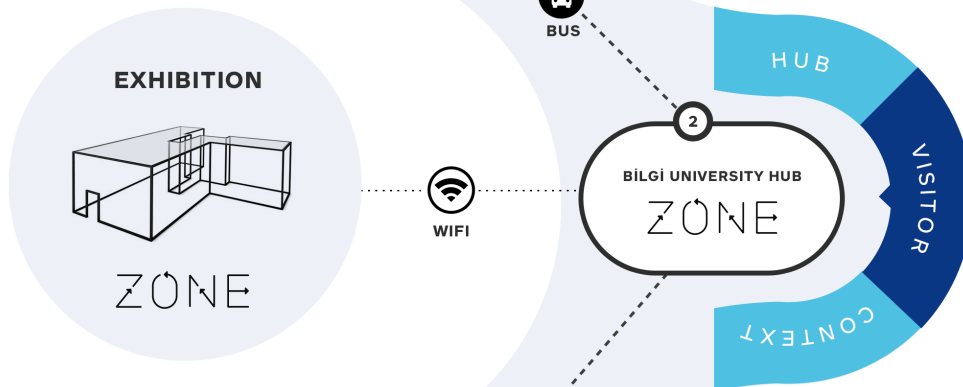 EXHIBITION
ZONE
WIFI
BUS
2
BİLGİ UNIVERSITY HUB
ZONE
HUB
VISITOR
CONTEXT